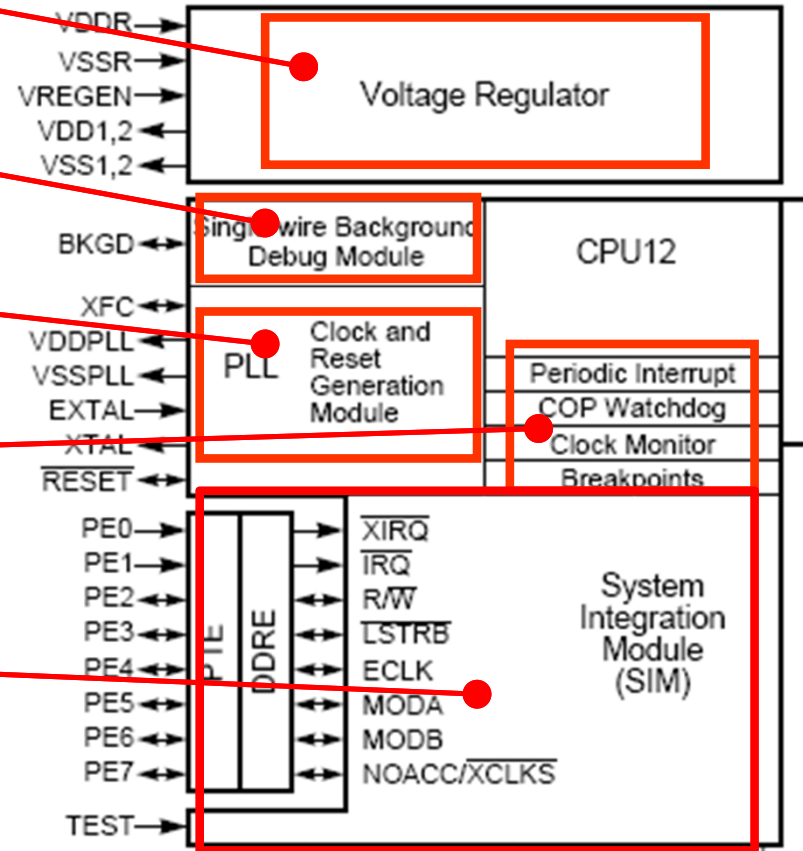 VDDR
VSSR
VREGEN
VDD1,2
VSS1,2
Voltage Regulator
BKGD
Single-wire Background
Debug Module
CPU12
XFC
VDDPLL
VSSPLL
EXTAL
XTAL
RESET
PLL
Clock and
Reset
Generation
Module
Periodic Interrupt
COP Watchdog
Clock Monitor
Breakpoints
PE0
PE1
PE2
PE3
PE4
PE5
PE6
PE7
TEST
PTE
DDRE
XIRQ
IRQ
R/W
LSTRB
ECLK
MODA
MODB
NOACC/XCLKS
System
Integration
Module
(SIM)